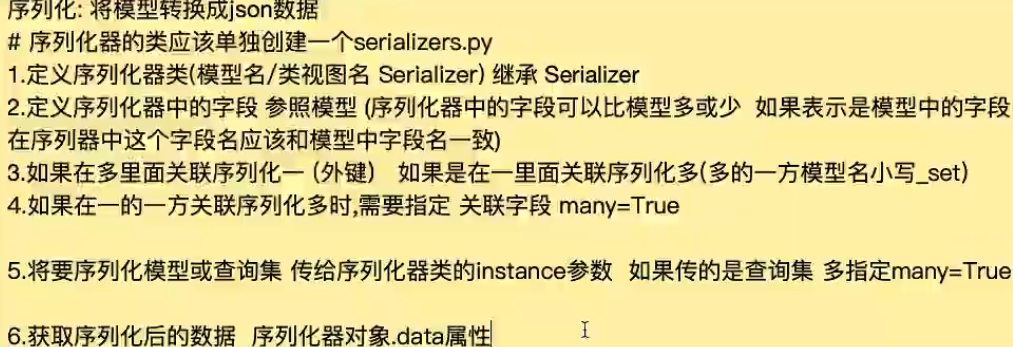 序列化: 将模型转换成json数据
# 序列化器的类应该单独创建一个serializers.py
1.定义序列化器类(模型名/类视图名 Serializer) 继承 Serializer
2.定义序列化器中的字段 参照模型 (序列化器中的字段可以比模型多或少  如果表示是模型中的字段
在序列器中这个字段名应该和模型中字段名一致)
3.如果在多里面关联序列化一 (外键)   如果是在一里面关联序列化多(多的一方模型名小写_set)
4.如果在一的一方关联序列化多时,需要指定 关联字段 many=True
5.将要序列化模型或查询集 传给序列化器类的instance参数  如果传的是查询集 多指定many=True
6.获取序列化后的数据  序列化器对象.data属性